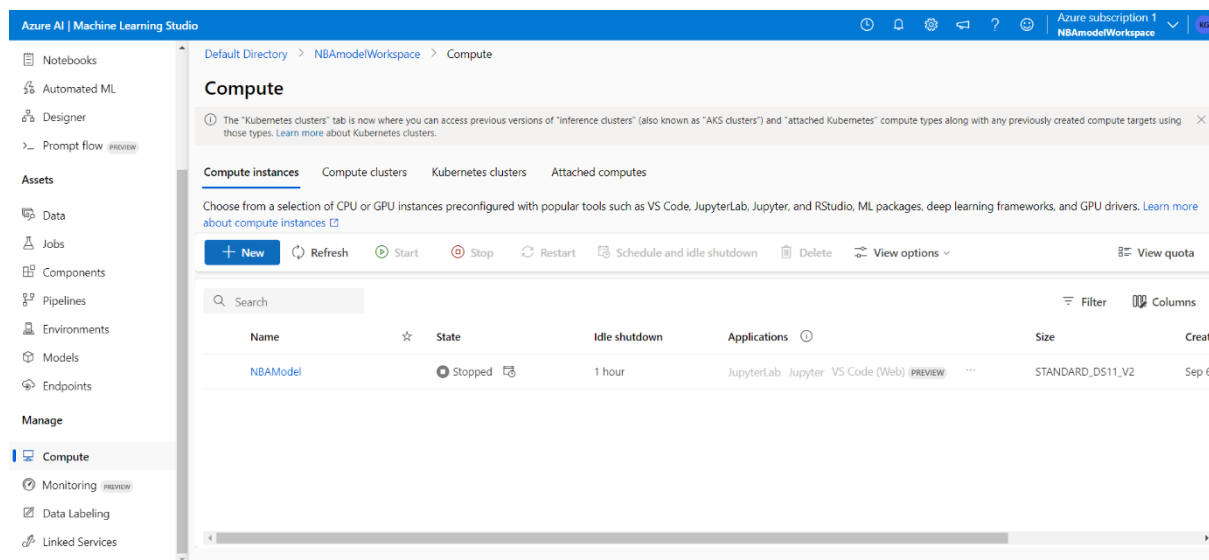 Azure AI | Machine Learning Studio
Azure subscription 1
NBAmodelWorkspace
KG
Notebooks
Automated ML
Designer
Prompt flow PREVIEW
Assets
Data
Jobs
Components
Pipelines
Environments
Models
Endpoints
Manage
Compute
Monitoring PREVIEW
Data Labeling
Linked Services
Default Directory > NBAmodelWorkspace > Compute
Compute
The "Kubernetes clusters" tab is now where you can access previous versions of "inference clusters" (also known as "AKS clusters") and "attached Kubernetes" compute types along with any previously created compute targets using
those types. Learn more about Kubernetes clusters.
Compute instances Compute clusters Kubernetes clusters Attached computes
Choose from a selection of CPU or GPU instances preconfigured with popular tools such as VS Code, JupyterLab, Jupyter, and RStudio, ML packages, deep learning frameworks, and GPU drivers. Learn more
about compute instances
+ New Refresh Start Stop Restart Schedule and idle shutdown Delete View options View quota
Search Filter Columns
Name State Idle shutdown Applications Size Creat
NBAModel Stopped 1 hour JupyterLab Jupyter VS Code (Web) PREVIEW ... STANDARD_DS11_V2 Sep 6